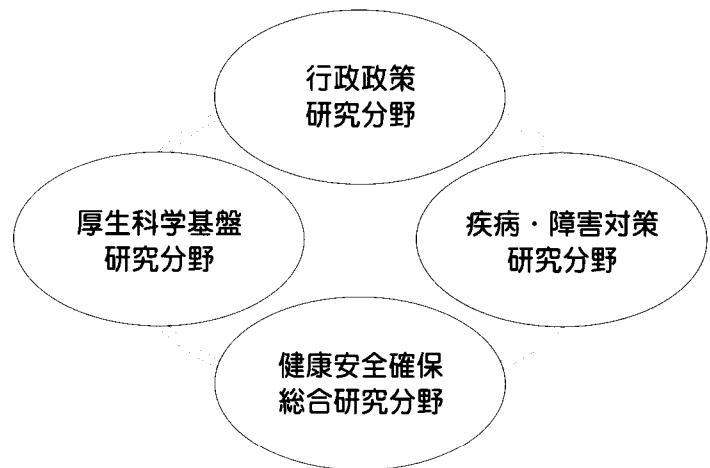 行政政策
研究分野
厚生科学基盤
研究分野
疾病・障害対策
研究分野
健康安全確保
総合研究分野